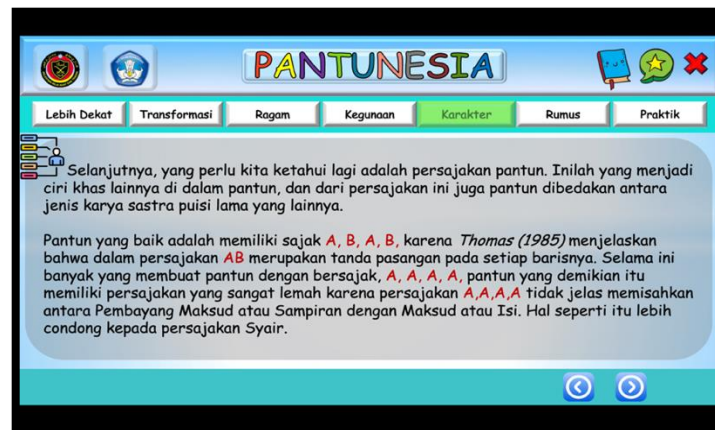 PANTUNESIA
Lebih Dekat
Transformasi
Ragam
Kegunaan
Karakter
Rumus
Praktik
Selanjutnya, yang perlu kita ketahui lagi adalah persajakan pantun. Inilah yang menjadi
ciri khas lainnya di dalam pantun, dan dari persajakan ini juga pantun dibedakan antara
jenis karya sastra puisi lama yang lainnya.
Pantun yang baik adalah memiliki sajak A, B, A, B, karena Thomas (1985) menjelaskan
bahwa dalam persajakan AB merupakan tanda pasangan pada setiap barisnya. Selama ini
banyak yang membuat pantun dengan bersajak, A, A, A, A, pantun yang demikian itu
memiliki persajakan yang sangat lemah karena persajakan A,A,A,A tidak jelas memisahkan
antara Pembayang Maksud atau Sampiran dengan Maksud atau Isi. Hal seperti itu lebih
condong kepada persajakan Syair.